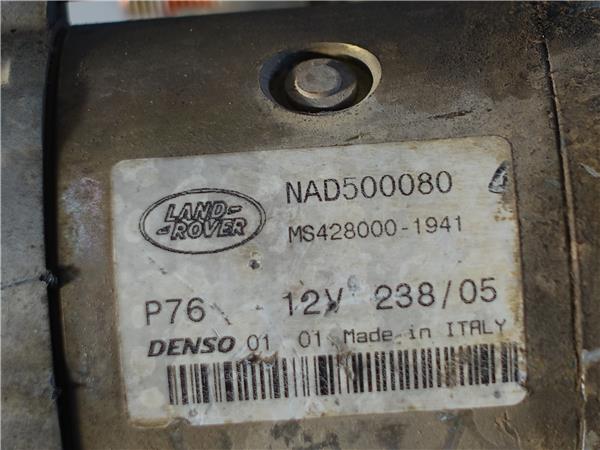 LAND-
-ROVER
NAD500080
MS428000-1941
P76 12V 238/05
DENSO 01 01 Made in ITALY